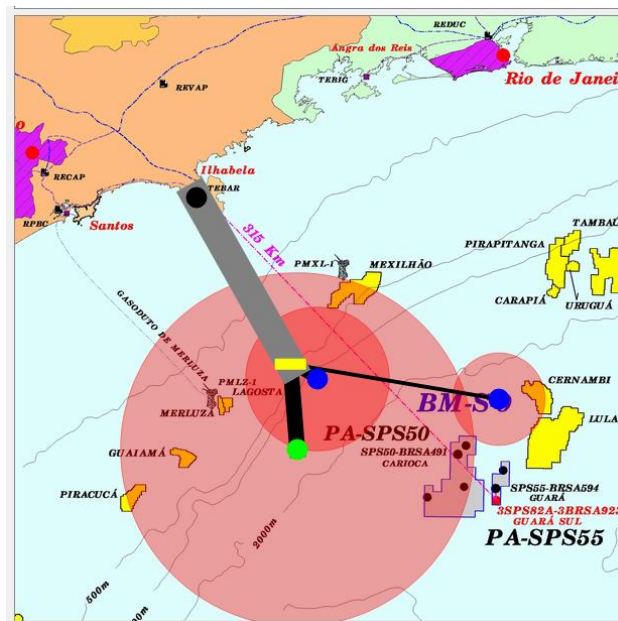 REDUC
Angra dos Reis
TEBIG
Rio de Janei
REVAP
o
RECAP
Ilhabela
TEBAR
RPBC
Santos
315 Km
TAMBAÚ
PIRAPITANGA
PMXL-1
MEXILHÃO
CARAPIÁ
URUGUÁ
GASODUTO DE MERLUZA
PMLZ-1
LAGOSTA
MERLUZA
CERNAMBI
BM-S
LULA
PA-SPS50
SPS50-BRSA491
CARIOCA
GUAIAMÁ
PIRACUCÁ
SPS55-BRSA594
GUARÁ
3SPS82A-3BRSA923
GUARÁ SUL
PA-SPS55
2000m
500m